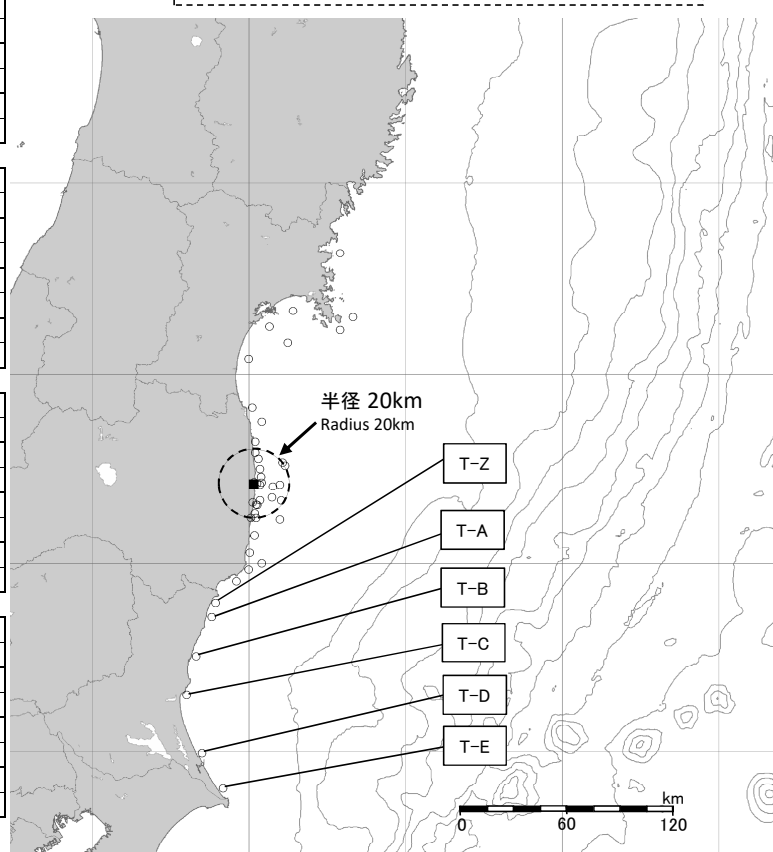 半径 20km
Radius 20km
T-Z
T-A
T-B
T-C
T-D
T-E
km
0 60 120